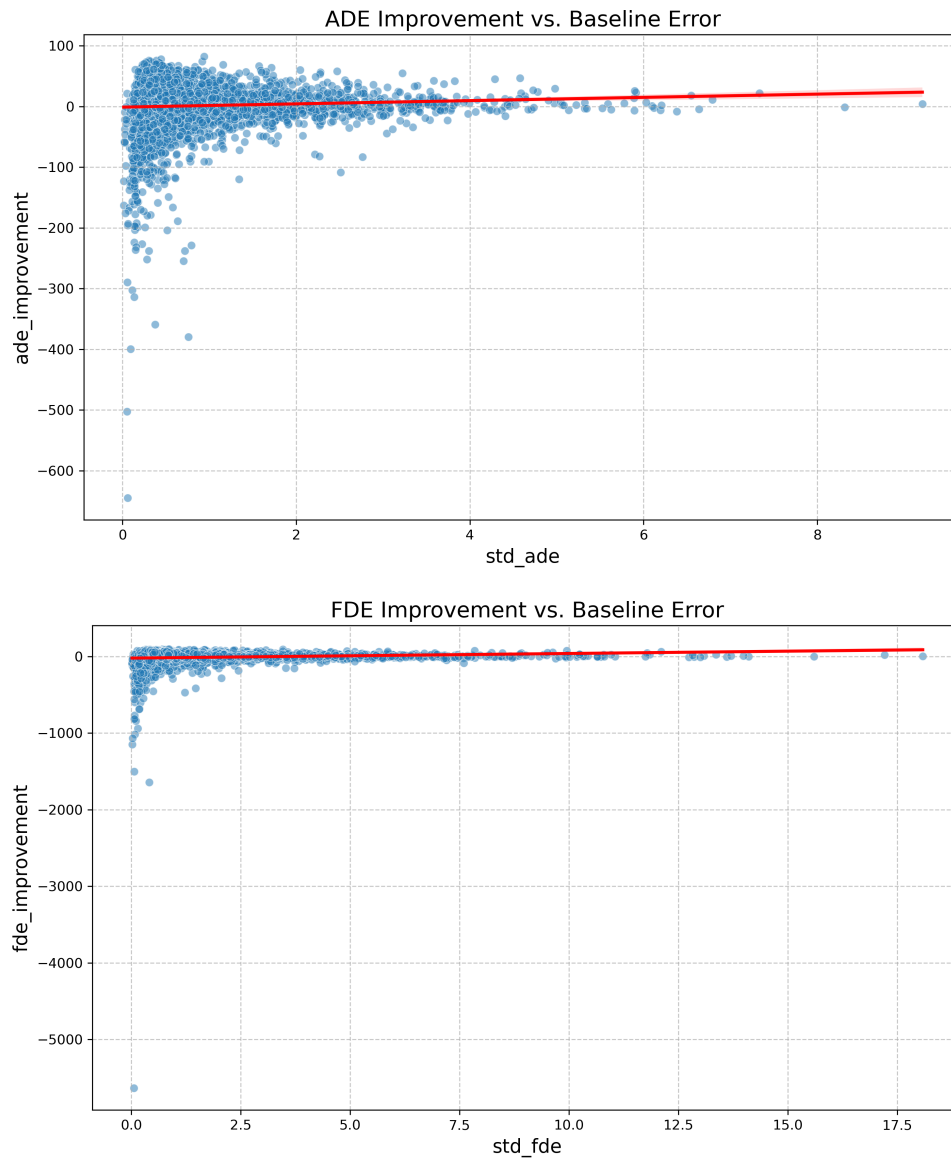 ADE Improvement vs. Baseline Error
100
0
−100
−200
−300
−400
−500
−600
ade_improvement
0 2 4 6 8
std_ade
FDE Improvement vs. Baseline Error
0
−1000
−2000
−3000
−4000
−5000
fde_improvement
0.0 2.5 5.0 7.5 10.0 12.5 15.0 17.5
std_fde